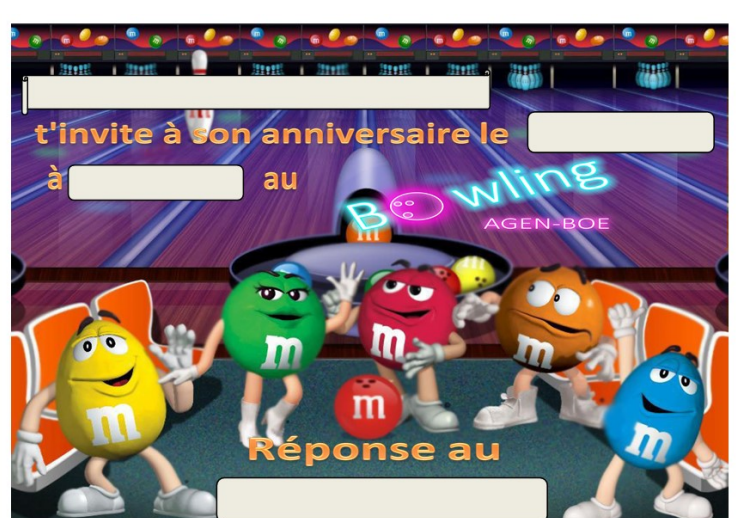 t'invite à son anniversaire le
à au
Bowling
AGEN-BOE
m
m m m
m
m m
Réponse au